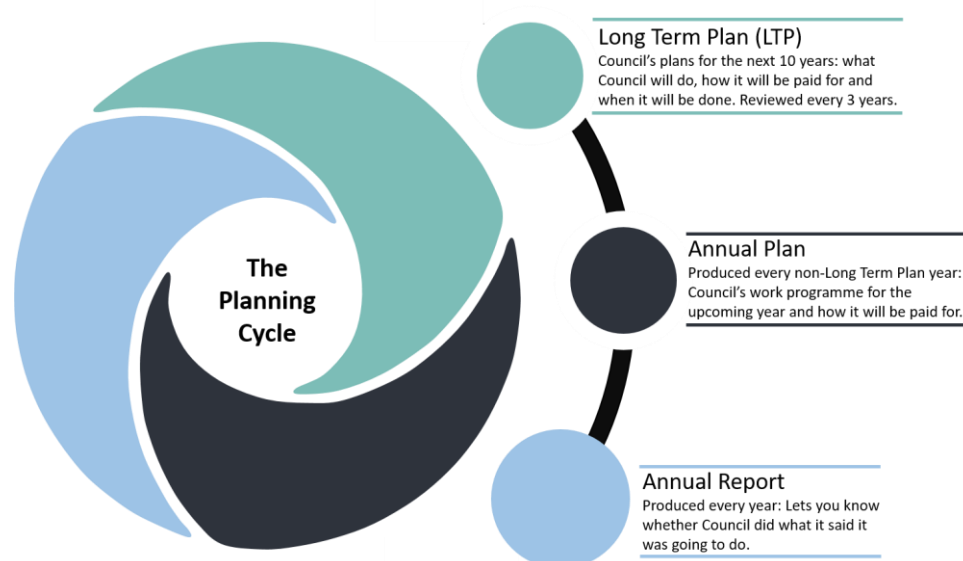 The
Planning
Cycle
Long Term Plan (LTP)
Council's plans for the next 10 years: what
Council will do, how it will be paid for and
when it will be done. Reviewed every 3 years.
Annual Plan
Produced every non-Long Term Plan year:
Council's work programme for the
upcoming year and how it will be paid for.
Annual Report
Produced every year: Lets you know
whether Council did what it said it
was going to do.